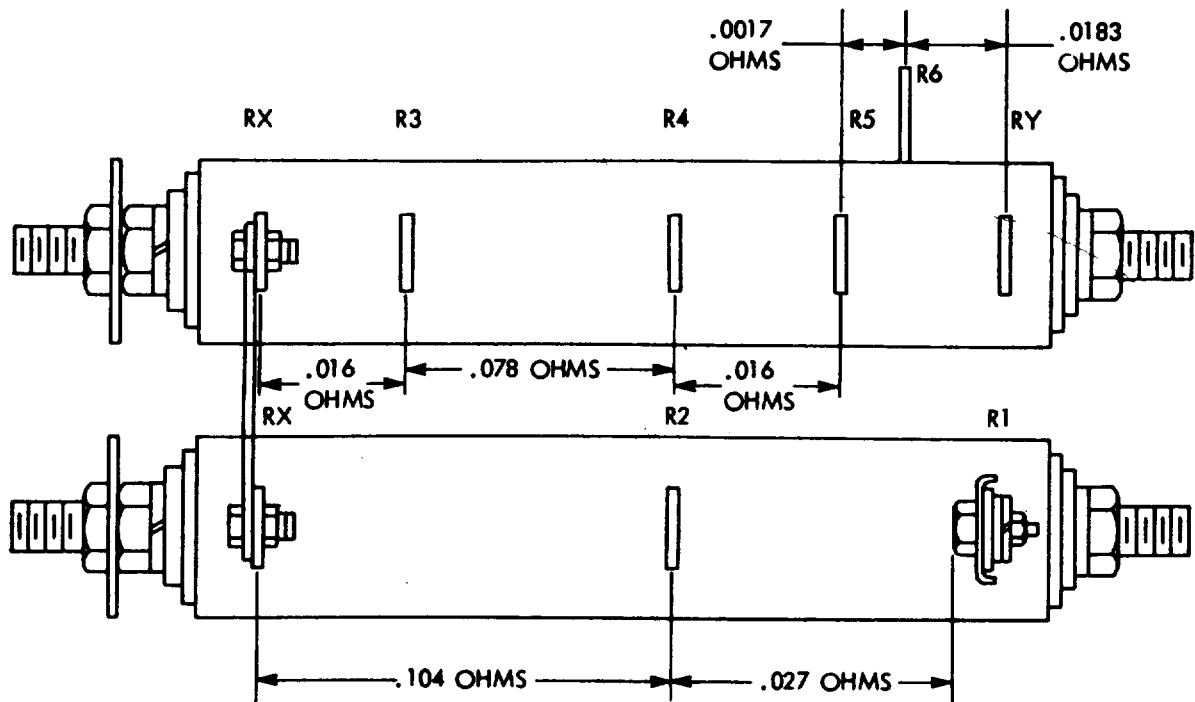 .0017
OHMS
.0183
OHMS
R6
RX
R3
R4
R5
RY
.016
OHMS
.078 OHMS
.016
OHMS
RX
R2
R1
.104 OHMS
.027 OHMS